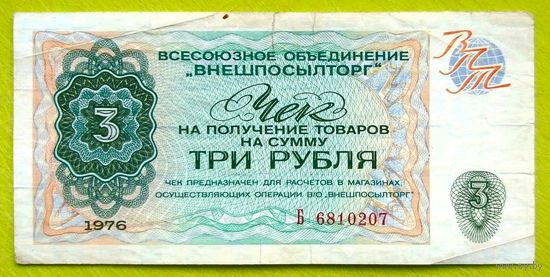 ВСЕСОЮЗНОЕ ОБЪЕДИНЕНИЕ
„ВНЕШПОСЫЛТОРГ"
ВПТ
Чек
НА ПОЛУЧЕНИЕ ТОВАРОВ
НА СУММУ
ТРИ РУБЛЯ
3
ЧЕК ПРЕДНАЗНАЧЕН ДЛЯ РАСЧЕТОВ В МАГАЗИНАХ,
ОСУЩЕСТВЛЯЮЩИХ ОПЕРАЦИИ В/О „ВНЕШПОСЫЛТОРГ"
3
1976
Б 6810207